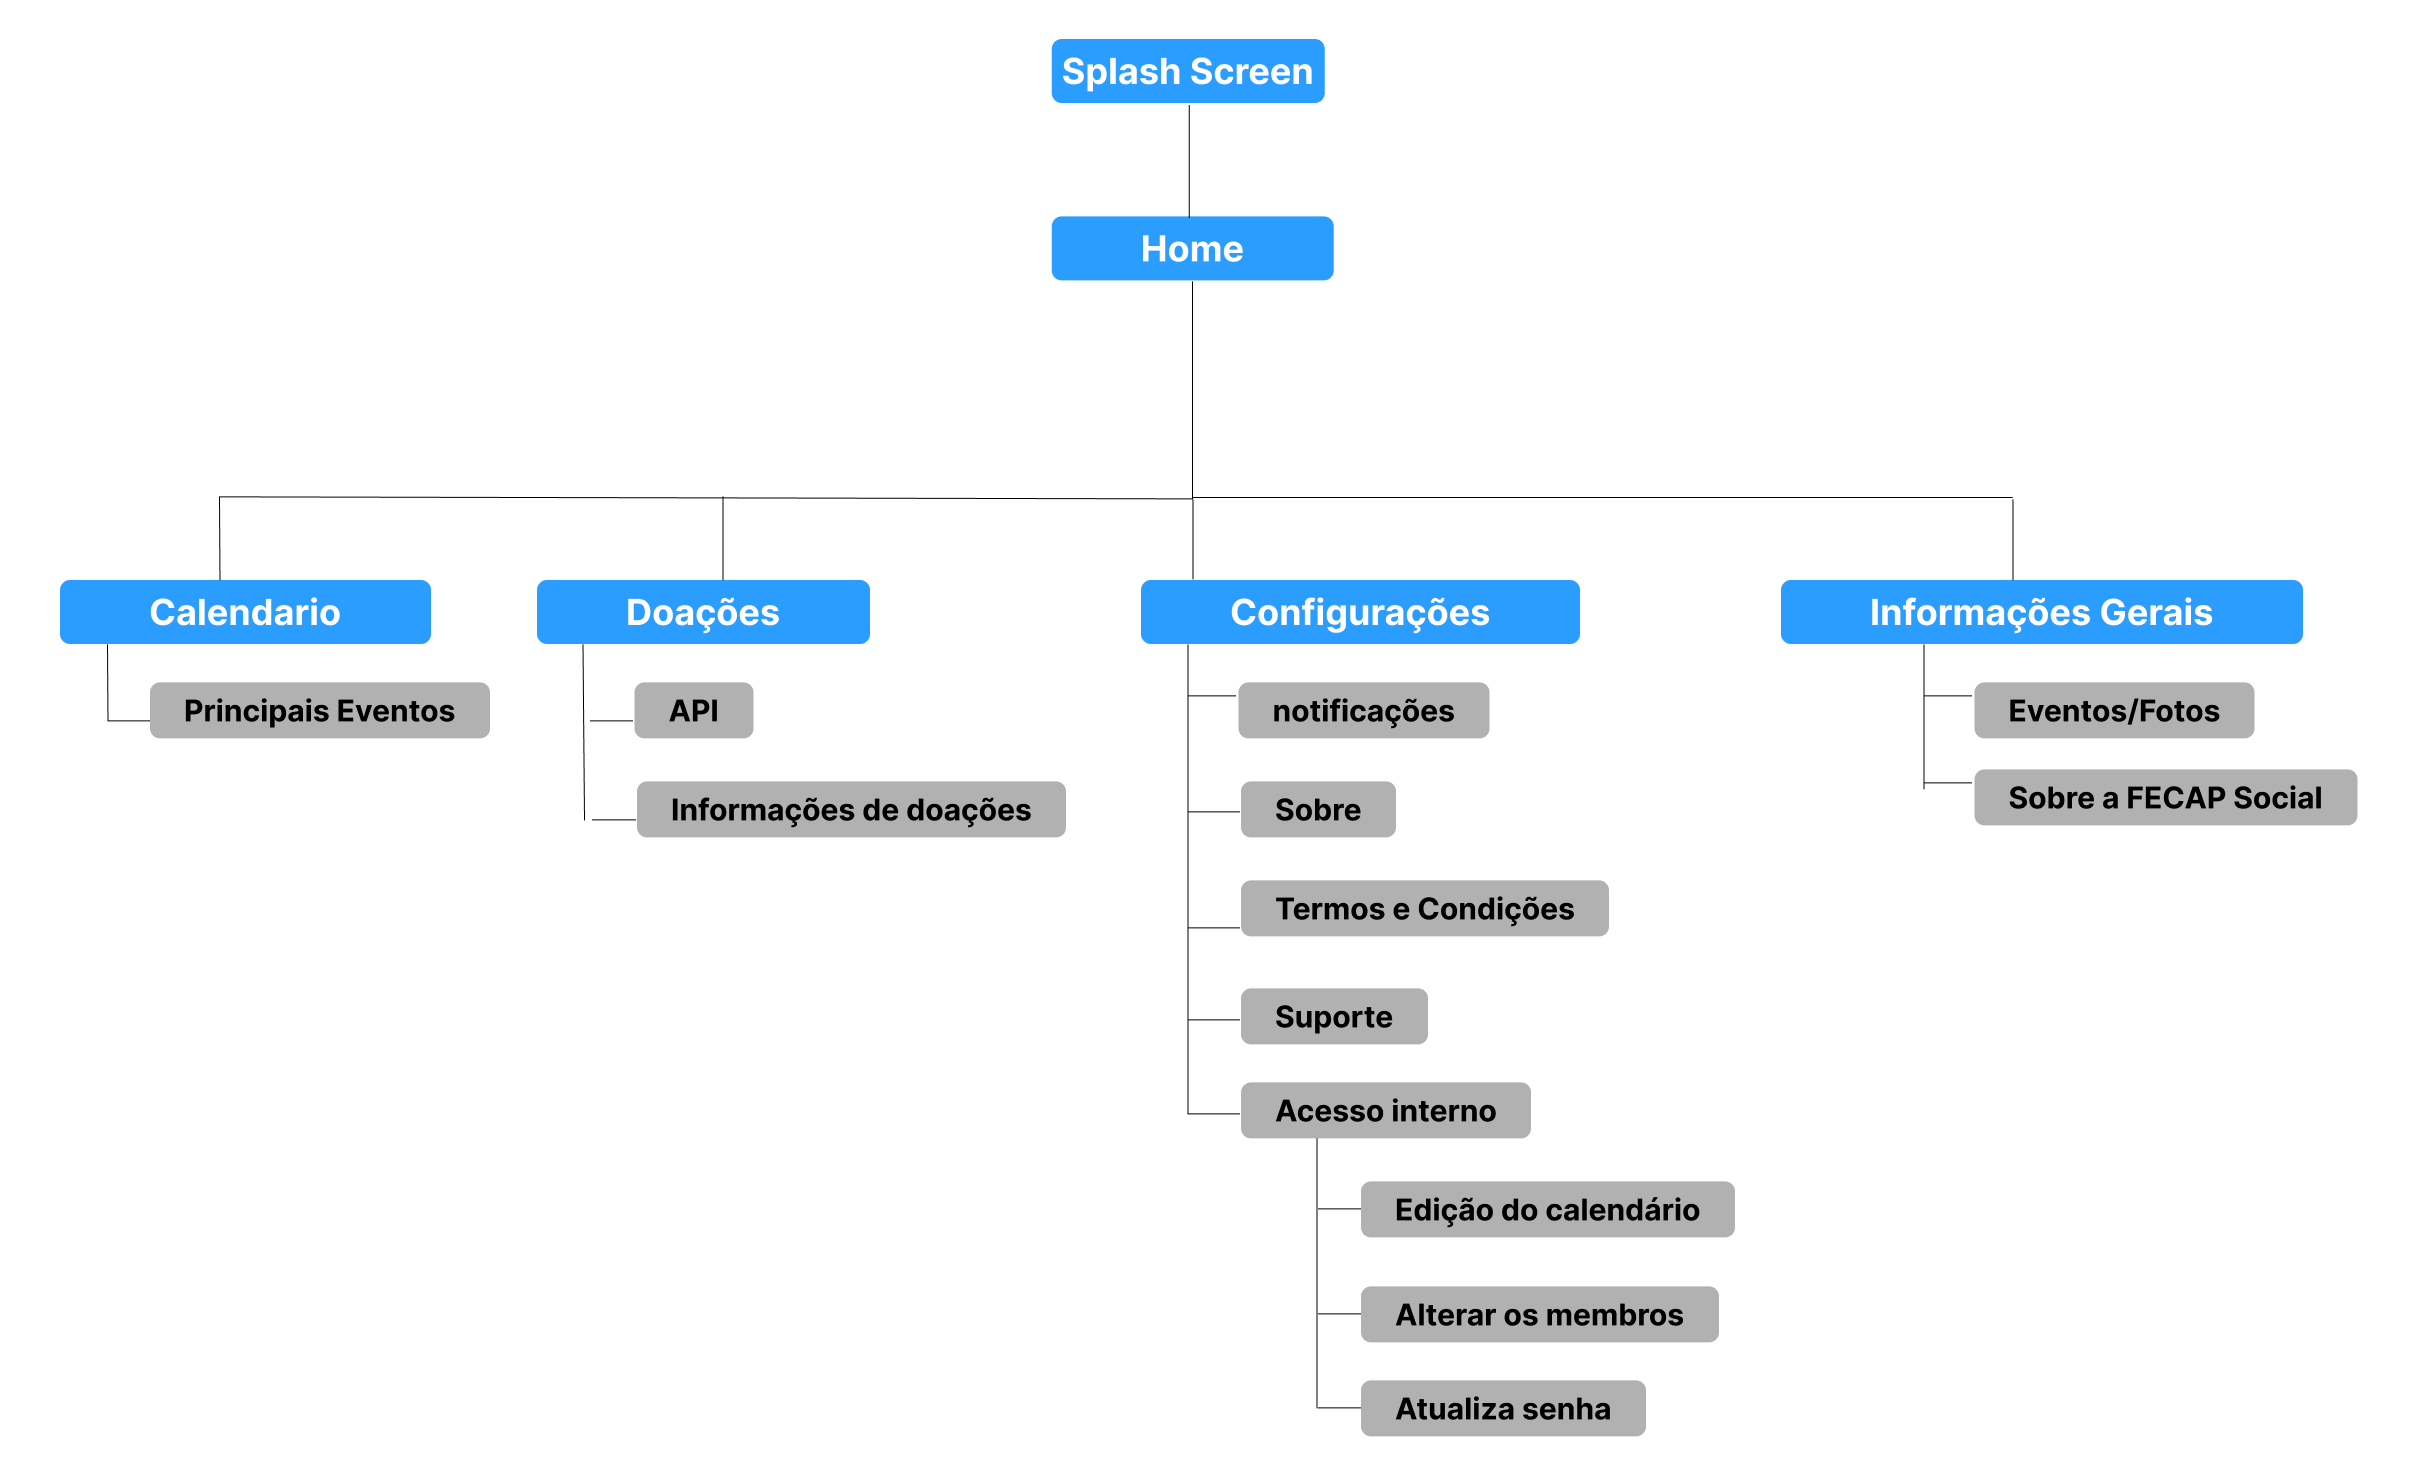 Splash Screen
Home
Calendario
Principais Eventos
Doações
API
Informações de doações
Configurações
notificações
Sobre
Termos e Condições
Suporte
Acesso interno
Edição do calendário
Alterar os membros
Atualiza senha
Informações Gerais
Eventos/Fotos
Sobre a FECAP Social